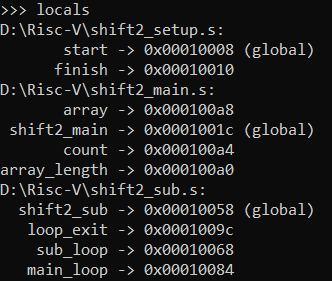 >>> locals
D:\Risc-V\shift2_setup.s:
start -> 0x00010008 (global)
finish -> 0x00010010
D:\Risc-V\shift2_main.s:
array -> 0x000100a8
shift2_main -> 0x0001001c (global)
count -> 0x000100a4
array_length -> 0x000100a0
D:\Risc-V\shift2_sub.s:
shift2_sub -> 0x00010058 (global)
loop_exit -> 0x0001009c
sub_loop -> 0x00010068
main_loop -> 0x00010084